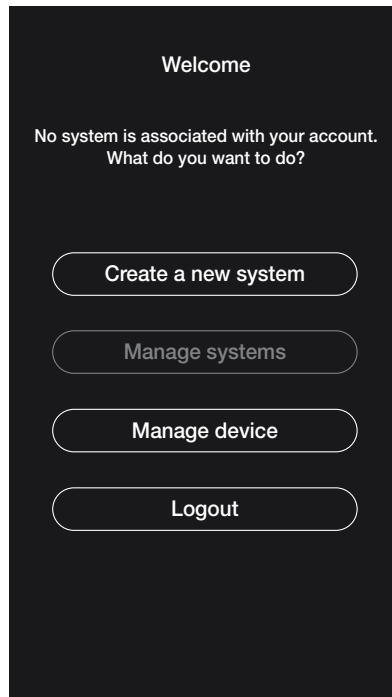 Welcome
No system is associated with your account.
What do you want to do?
Create a new system
Manage systems
Manage device
Logout